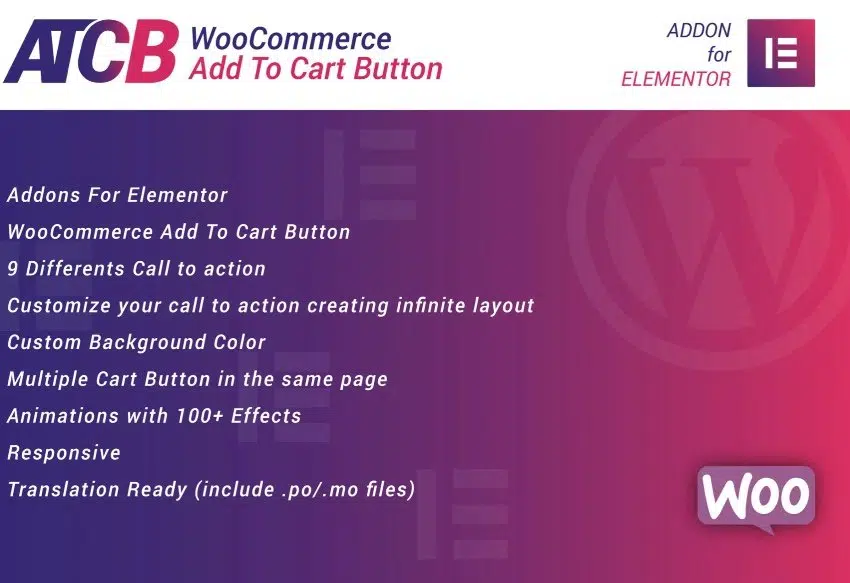 ATCB
WooCommerce
Add To Cart Button
ADDON
for
ELEMENTOR
Addons For Elementor
WooCommerce Add To Cart Button
9 Differents Call to action
Customize your call to action creating infinite layout
Custom Background Color
Multiple Cart Button in the same page
Animations with 100+ Effects
Responsive
Translation Ready (include .po/.mo files)
WOO